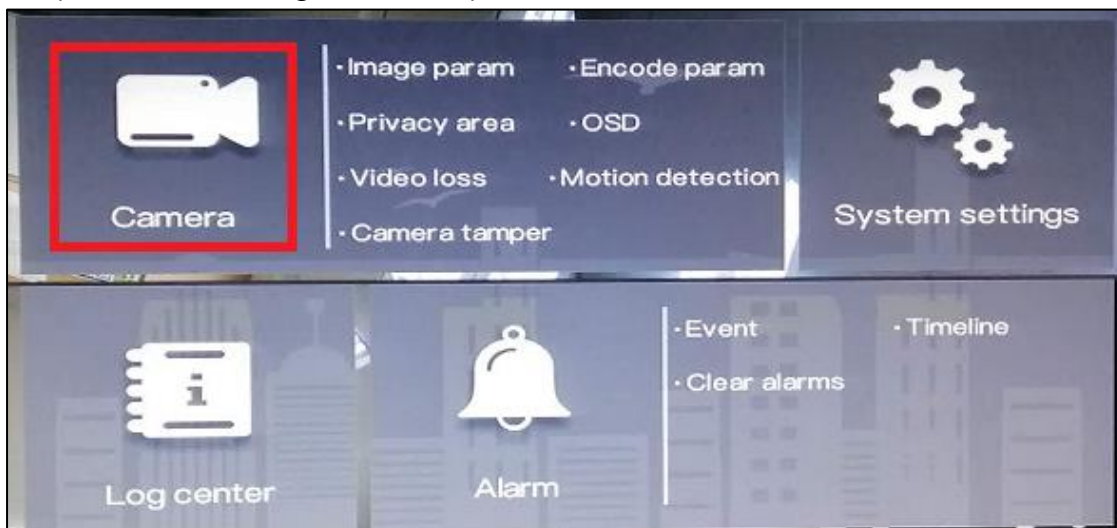 ·Image param ·Encode param
·Privacy area ·OSD
·Video loss ·Motion detection
·Camera tamper
Camera
System settings
·Event ·Timeline
·Clear alarms
Log center
Alarm